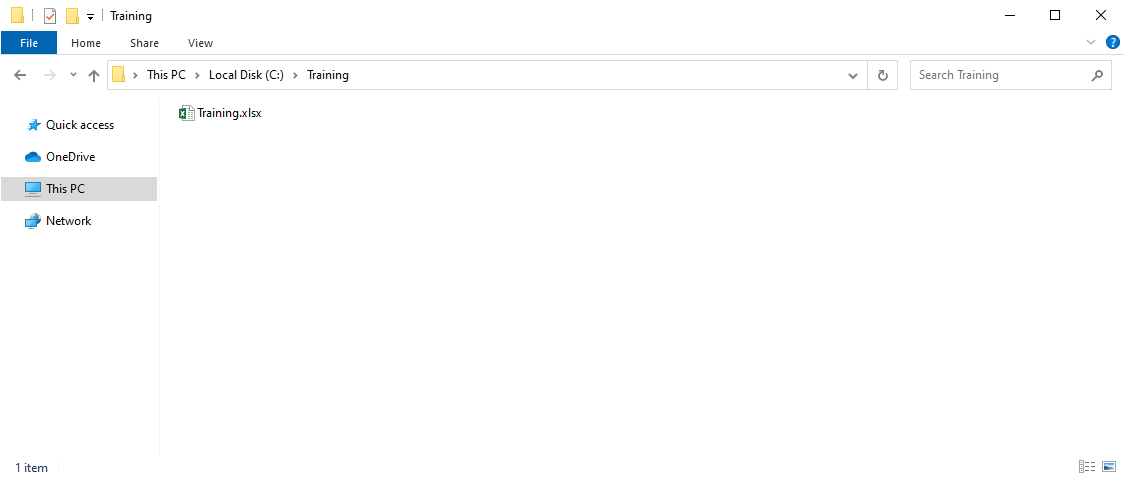 Training
File Home Share View
This PC Local Disk (C:) Training
Search Training
Training.xlsx
Quick access
OneDrive
This PC
Network
1 item